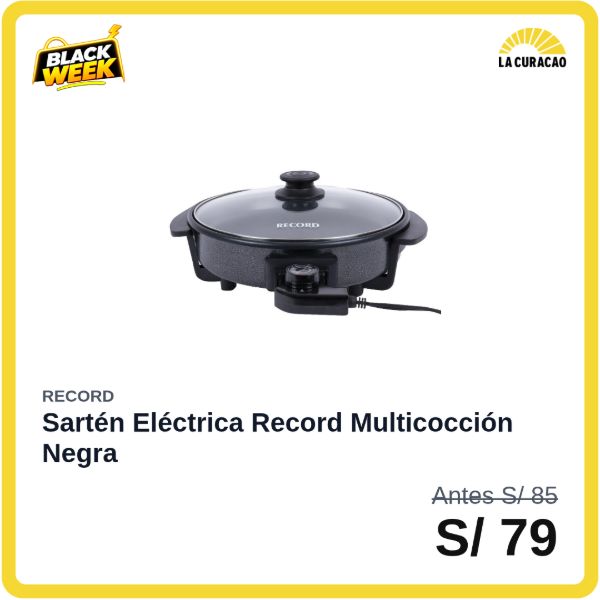 BLACK
WEEK
LA CURACAO
RECORD
RECORD
Sartén Eléctrica Record Multicocción
Negra
Antes S/ 85
S/ 79